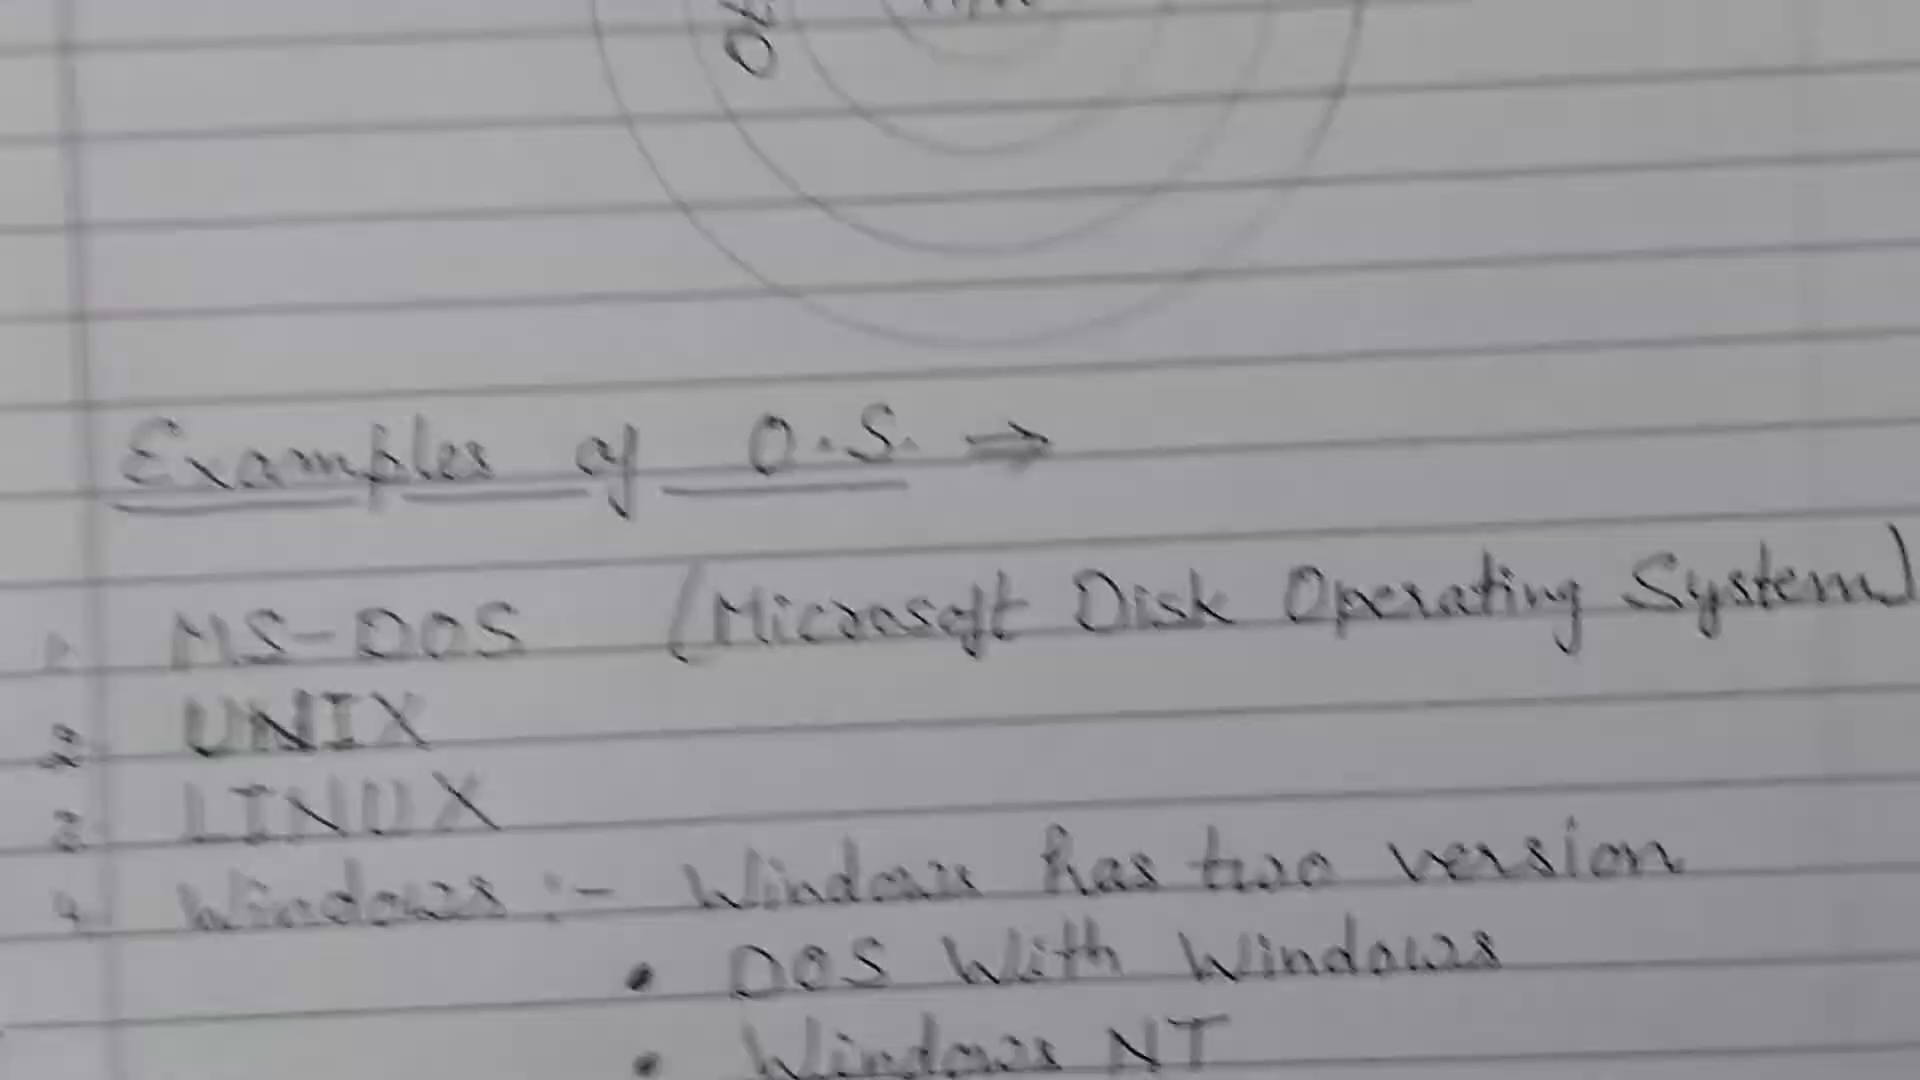 Examples of O.S. ⇒
1. MS-DOS (Microsoft Disk Operating System)
2. UNIX
3. LINUX
4. Windows :- Windows has two version
• DOS With Windows
• Windows NT